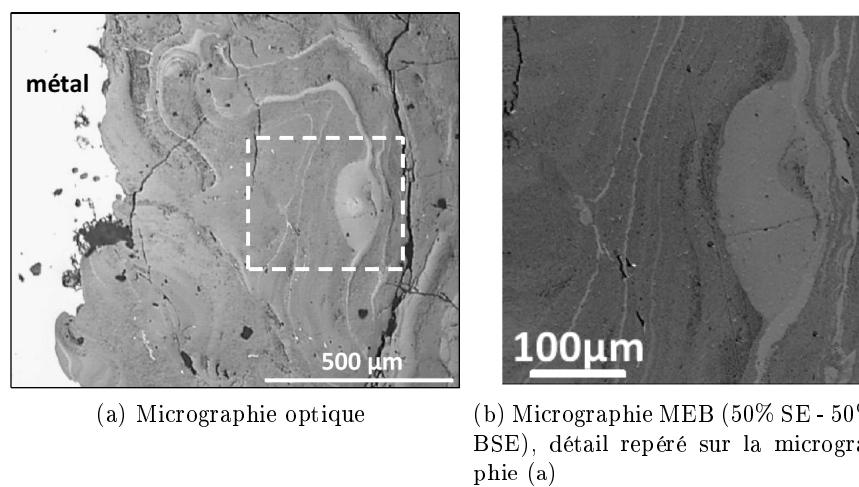 métal
500 µm
100µm
(a) Micrographie optique
(b) Micrographie MEB (50% SE - 50
BSE), détail repéré sur la microgra-
phie (a)